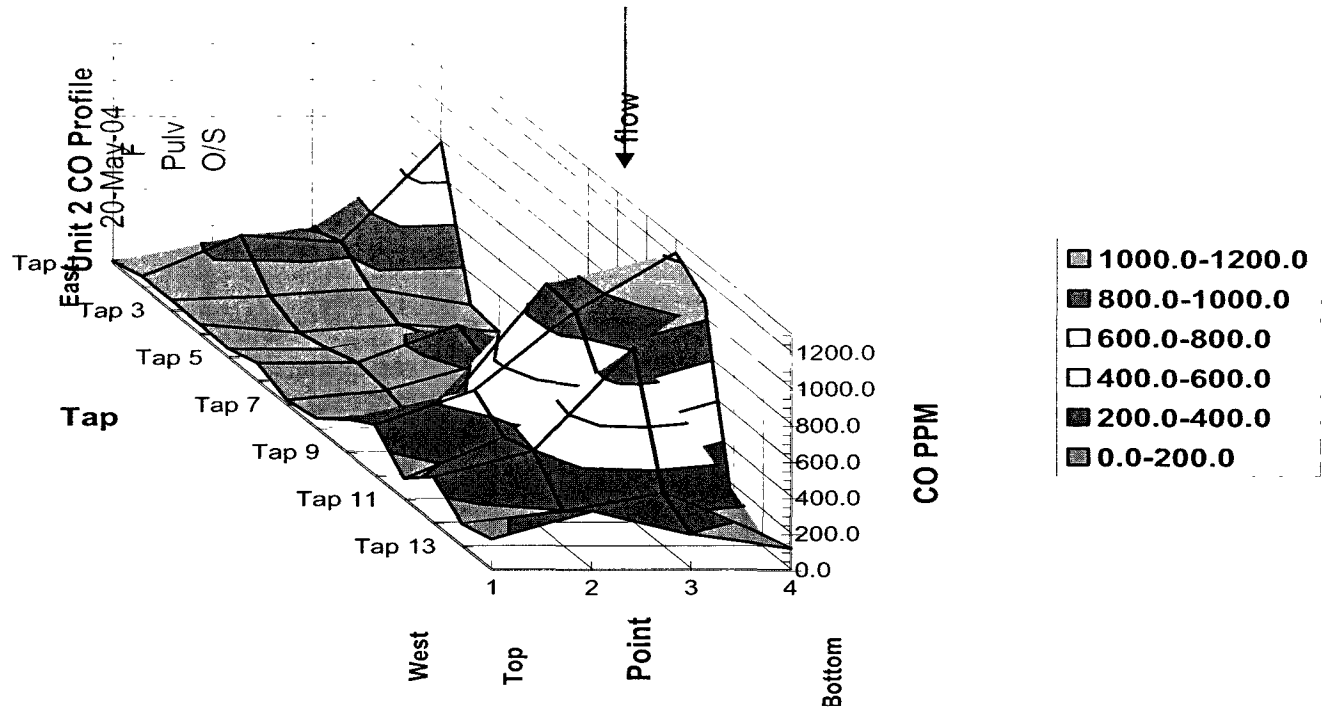 Unit 2 CO Profile
20-May-04
F
Pulv
O/S
flow
East
Tap
Tap 3
Tap 5
Tap 7
Tap 9
Tap 11
Tap 13
Tap
1
2
3
4
West
Top
Point
Bottom
1200.0
1000.0
800.0
600.0
400.0
200.0
0.0
CO PPM
1000.0-1200.0
800.0-1000.0
600.0-800.0
400.0-600.0
200.0-400.0
0.0-200.0